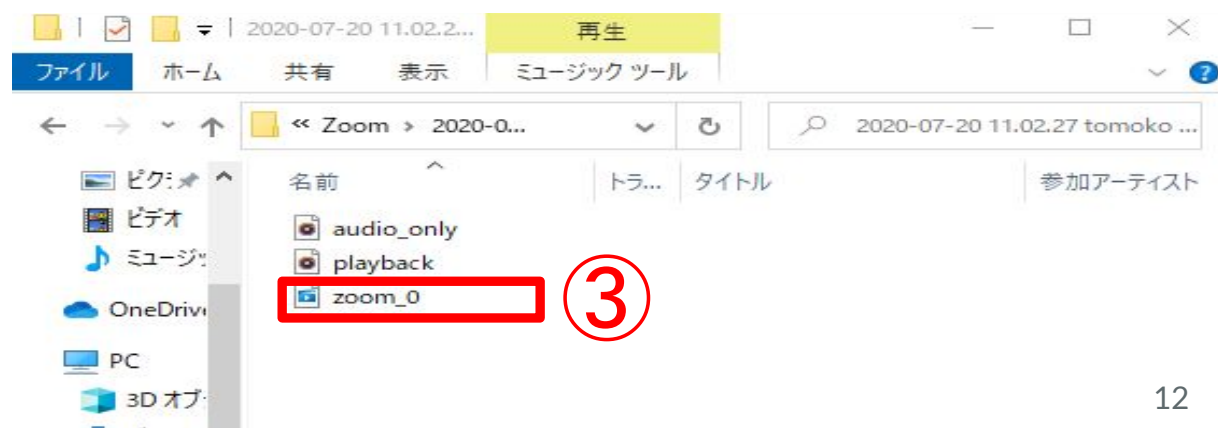 2020-07-20 11.02.2... 再生
ファイル ホーム 共有 表示 ミュージック ツール
« Zoom › 2020-0... 2020-07-20 11.02.27 tomoko ...
ピク
ビデオ
ミュージッ
OneDrive
PC
3D オブ
名前 トラ... タイトル 参加アーティスト
audio_only
playback
zoom_0
③
12